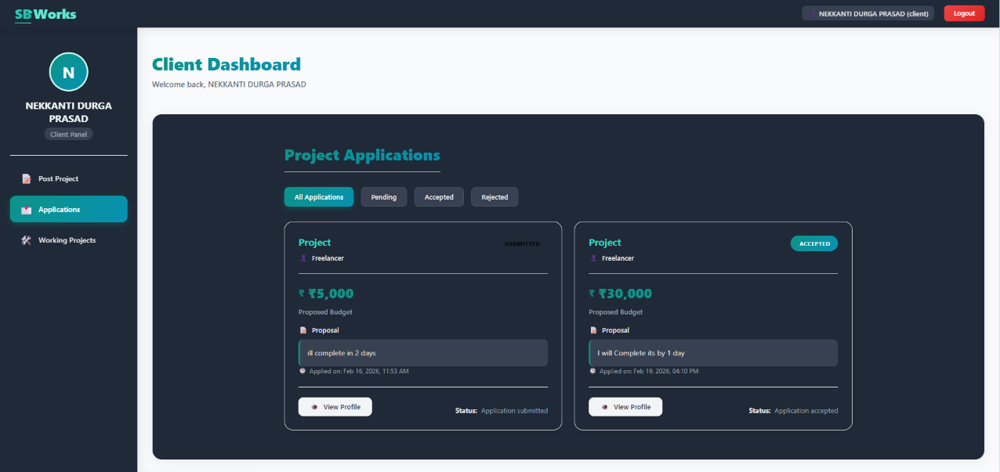 SBWorks
NEKKANTI DURGA PRASAD (client)
Logout
N
NEKKANTI DURGA
PRASAD
Client Panel
Post Project
Applications
Working Projects
Client Dashboard
Welcome back, NEKKANTI DURGA PRASAD
Project Applications
All Applications
Pending
Accepted
Rejected
Project
SUBMITTED
Freelancer
₹ ₹5,000
Proposed Budget
Proposal
ill complete in 2 days
Applied on: Feb 16, 2026, 11:53 AM
View Profile
Status: Application submitted
Project
ACCEPTED
Freelancer
₹ ₹30,000
Proposed Budget
Proposal
I will Complete its by 1 day
Applied on: Feb 19, 2026, 04:10 PM
View Profile
Status: Application accepted